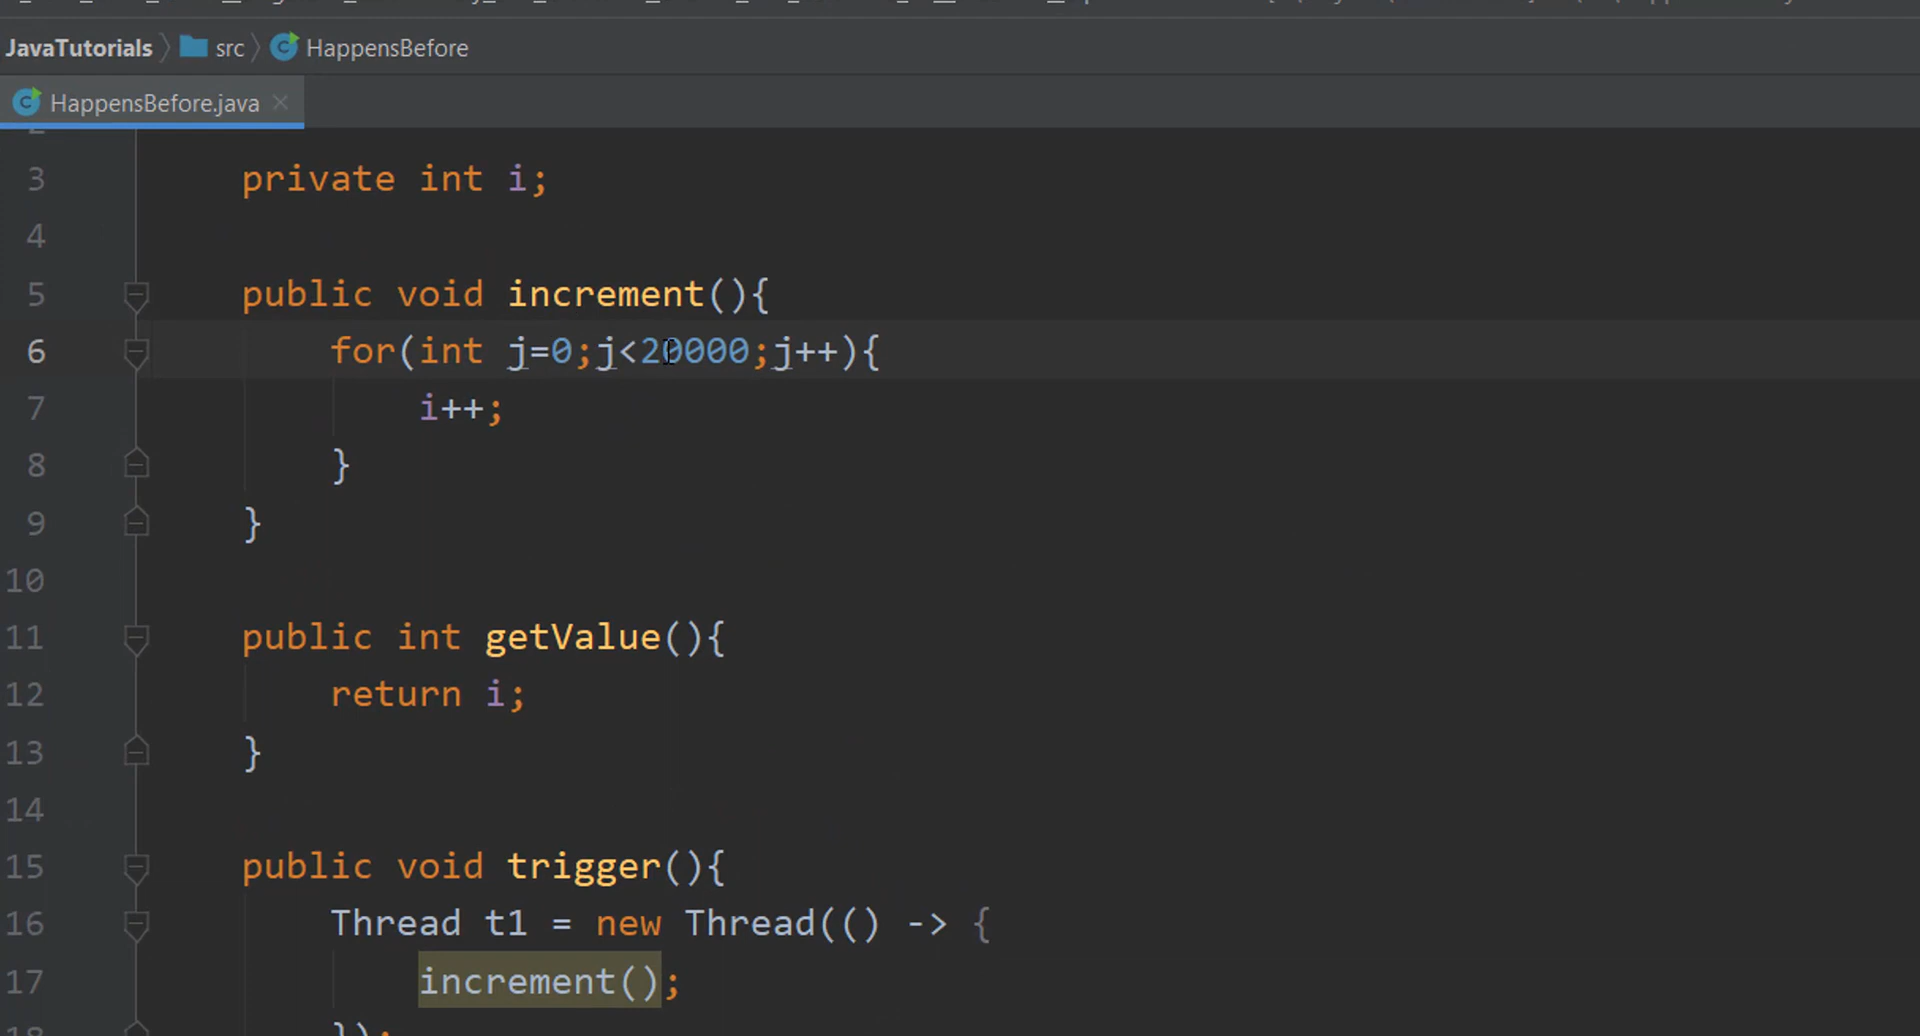 JavaTutorials src HappensBefore
HappensBefore.java
3 private int i;
4
5 public void increment(){
6 for(int j=0;j<20000;j++){
7 i++;
8 }
9 }
10
11 public int getValue(){
12 return i;
13 }
14
15 public void trigger(){
16 Thread t1 = new Thread(() -> {
17 increment();
18 });